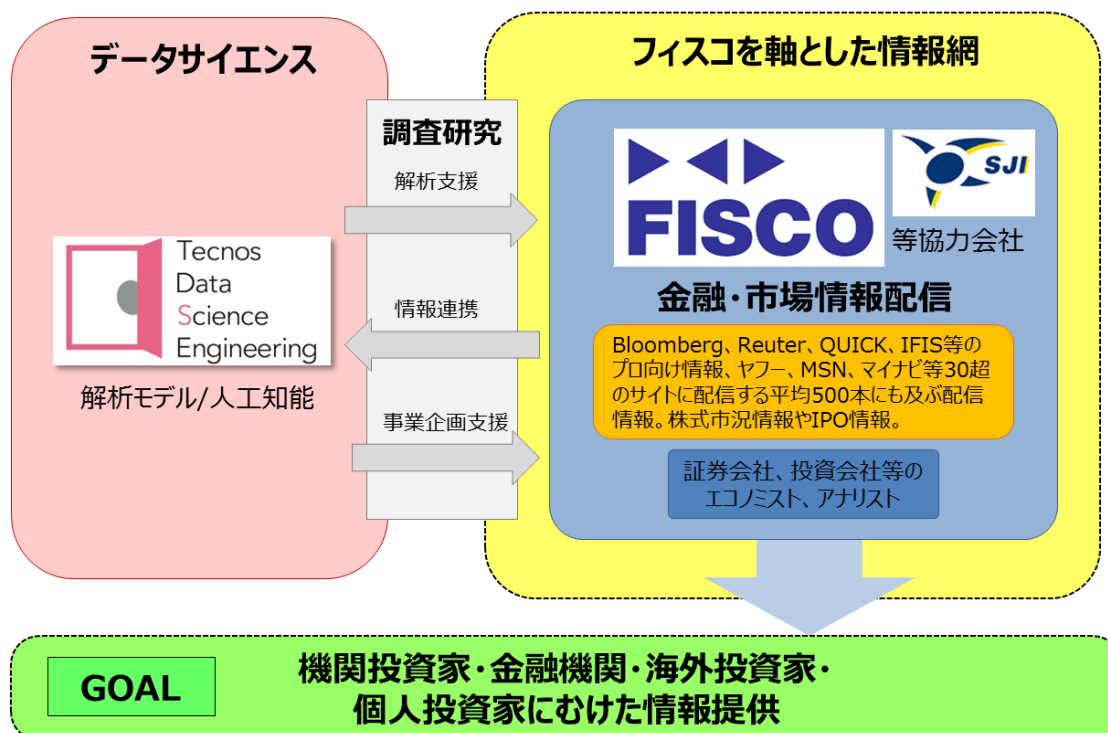 データサイエンス
Tecnos
Data
Science
Engineering
解析モデル/人工知能
調査研究
解析支援
情報連携
事業企画支援
フィスコを軸とした情報網
FISCO
SJI
等協力会社
金融・市場情報配信
Bloomberg、Reuter、QUICK、IFIS等の
プロ向け情報、ヤフー、MSN、マイナビ等30超
のサイトに配信する平均500本にも及ぶ配信
情報。株式市況情報やIPO情報。
証券会社、投資会社等の
エコノミスト、アナリスト
GOAL
機関投資家・金融機関・海外投資家・
個人投資家にむけた情報提供